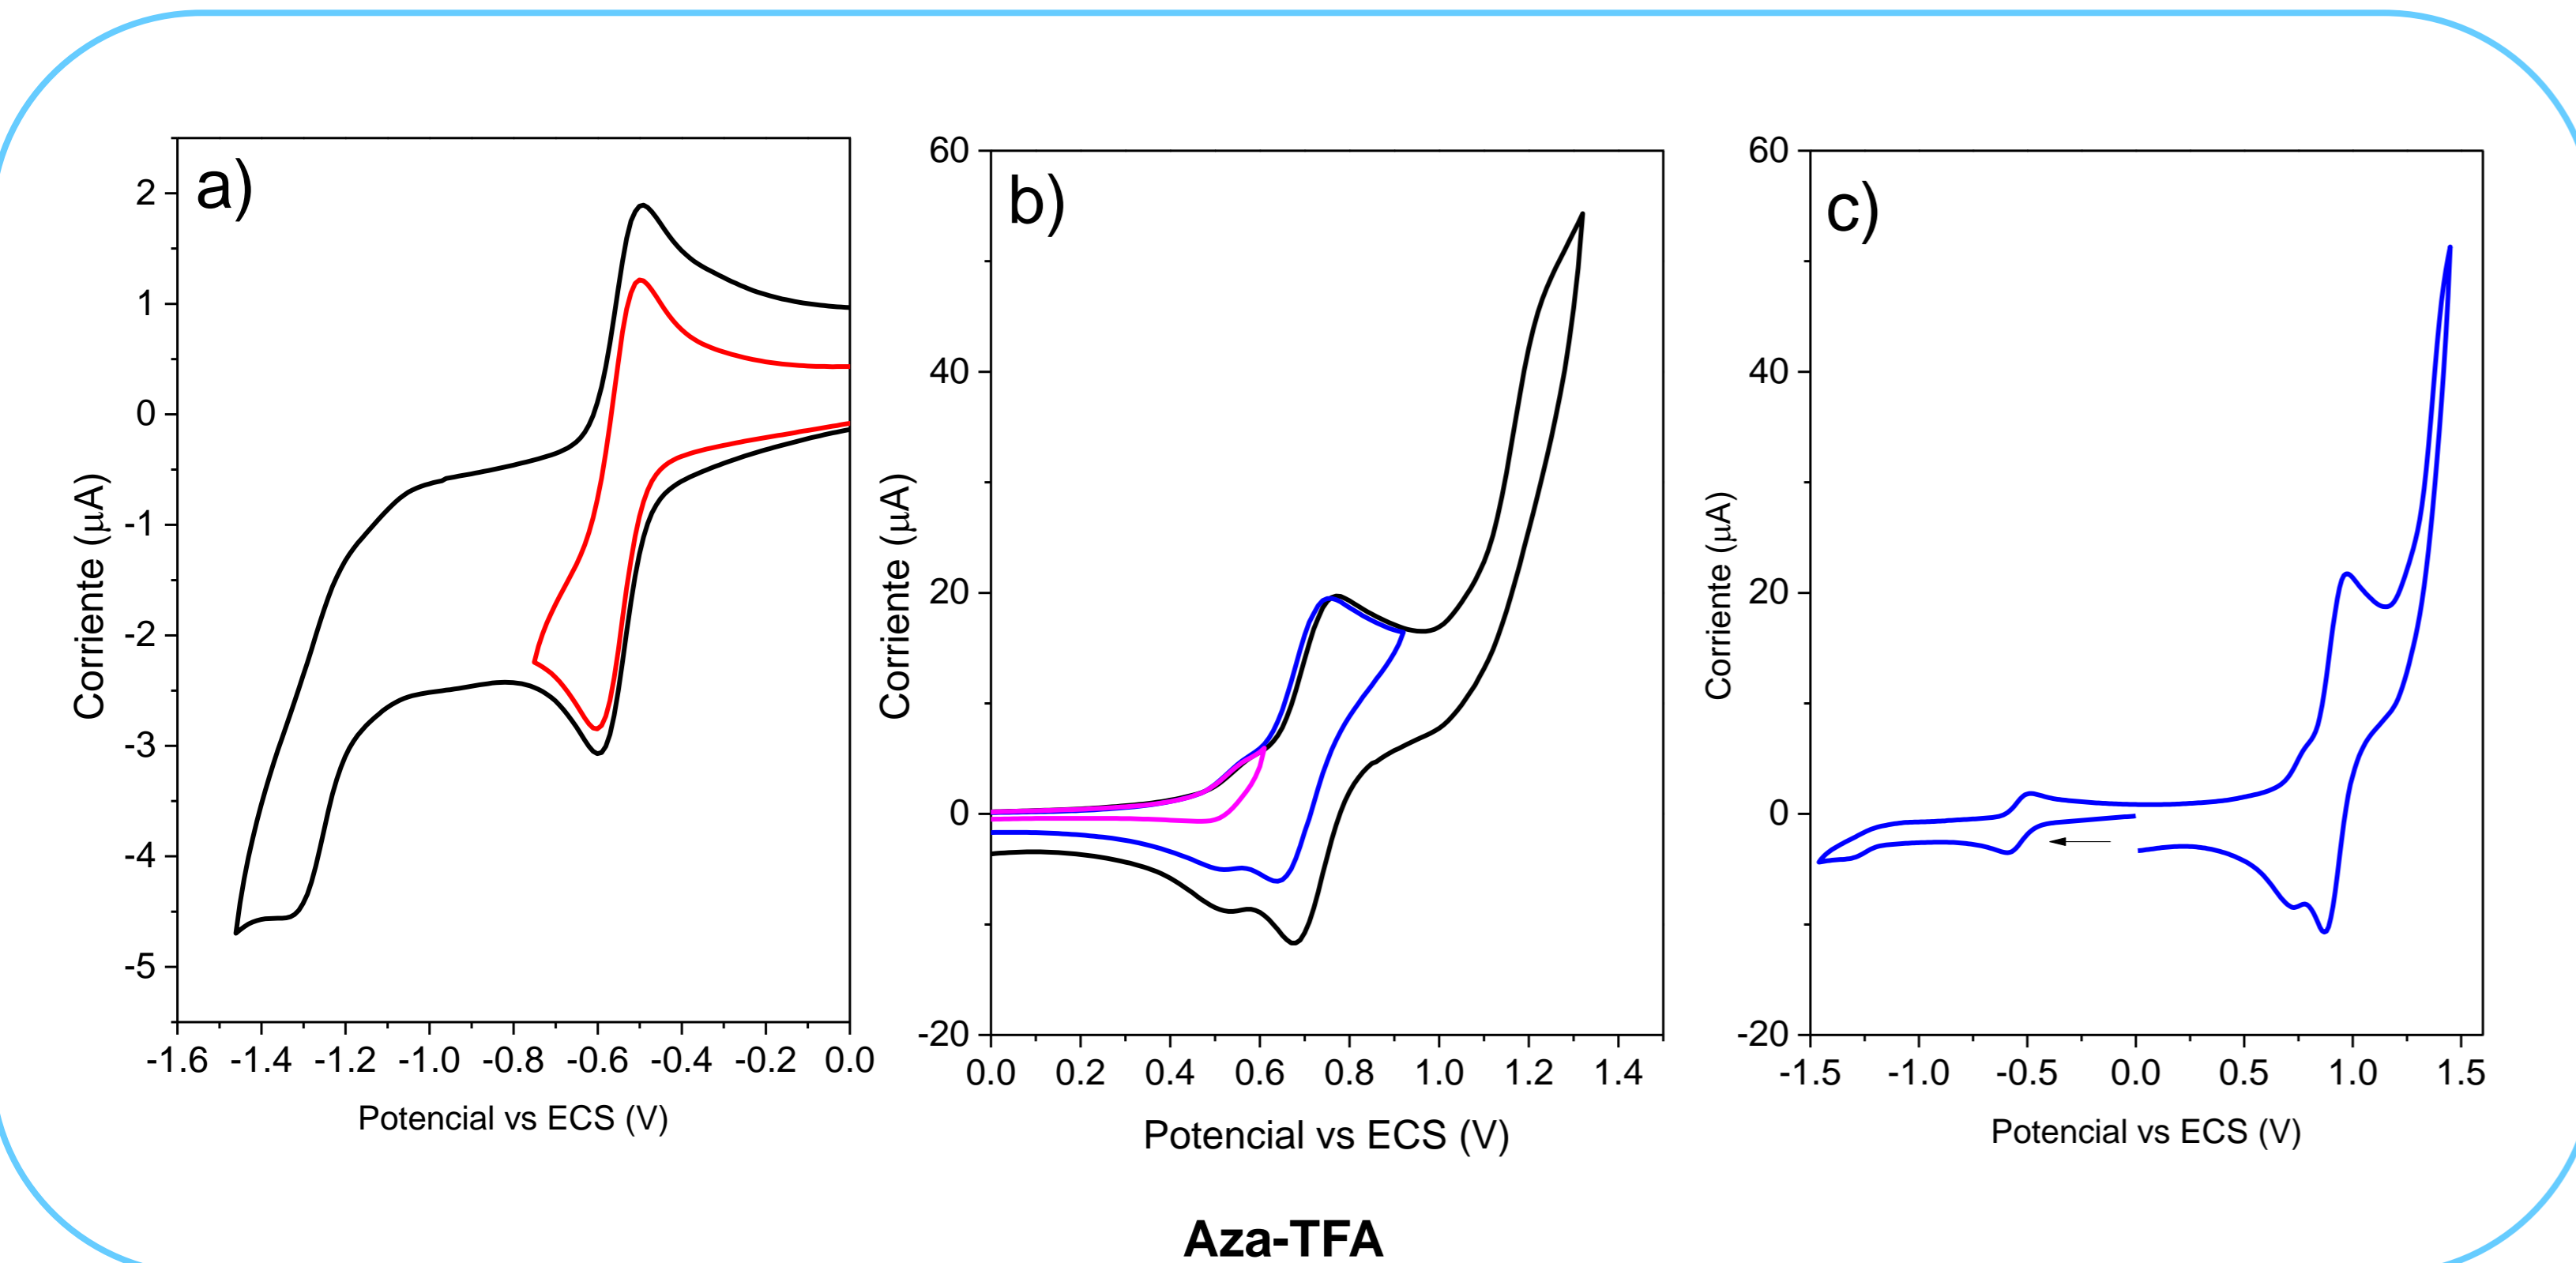 a)
2
1
0
-1
-2
-3
-4
-5
Corriente (μA)
-1.6 -1.4 -1.2 -1.0 -0.8 -0.6 -0.4 -0.2 0.0
Potencial vs ECS (V)
b)
60
40
20
0
-20
Corriente (μA)
0.0 0.2 0.4 0.6 0.8 1.0 1.2 1.4
Potencial vs ECS (V)
c)
60
40
20
0
-20
Corriente (μA)
-1.5 -1.0 -0.5 0.0 0.5 1.0 1.5
Potencial vs ECS (V)
Aza-TFA